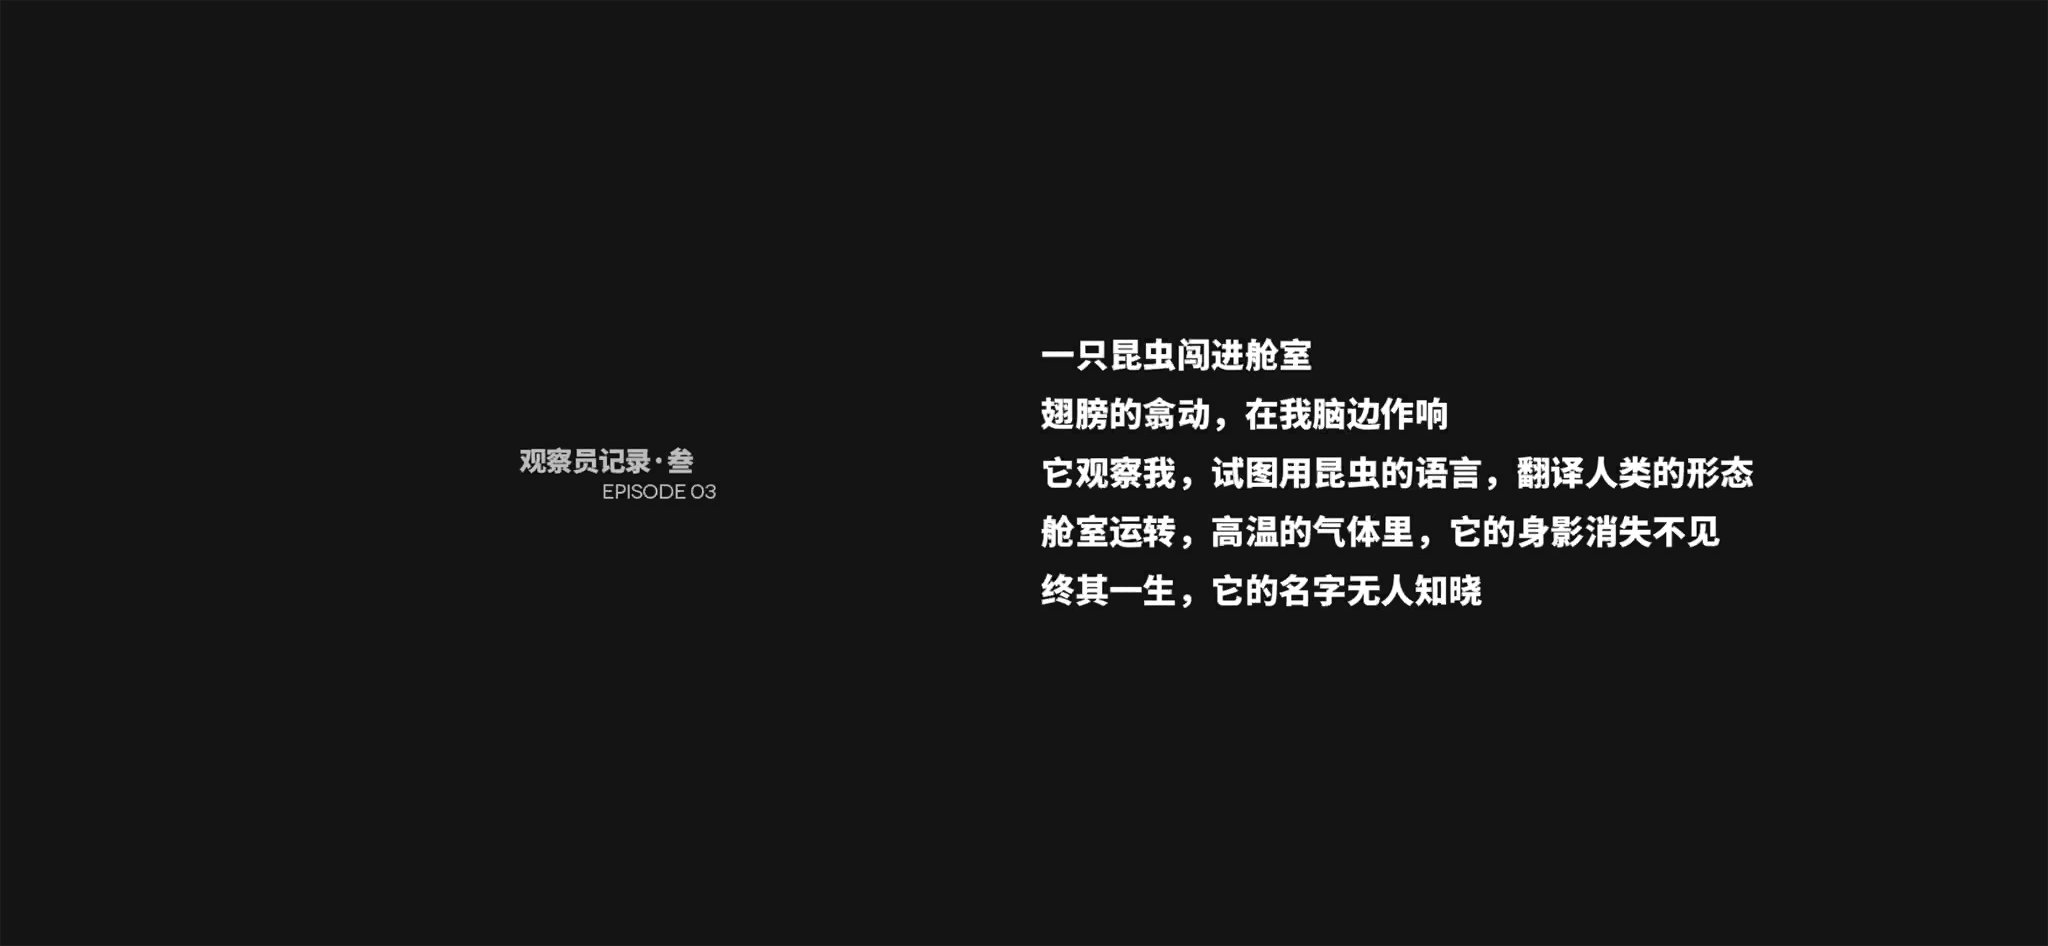 观察员记录·叁
EPISODE 03
一只昆虫闯进舱室
翅膀的翕动，在我脑边作响
它观察我，试图用昆虫的语言，翻译人类的形态
舱室运转，高温的气体里，它的身影消失不见
终其一生，它的名字无人知晓